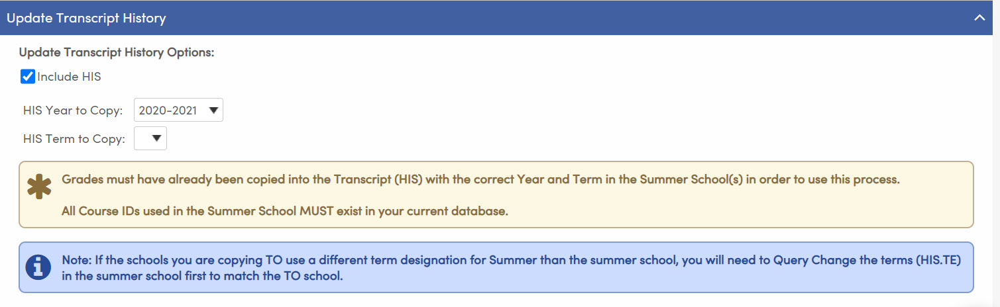 Update Transcript History
Update Transcript History Options:
Include HIS
HIS Year to Copy: 2020-2021
HIS Term to Copy:
Grades must have already been copied into the Transcript (HIS) with the correct Year and Term in the Summer School(s) in order to use this process.
All Course IDs used in the Summer School MUST exist in your current database.
Note: If the schools you are copying TO use a different term designation for Summer than the summer school, you will need to Query Change the terms (HIS.TE)
in the summer school first to match the TO school.